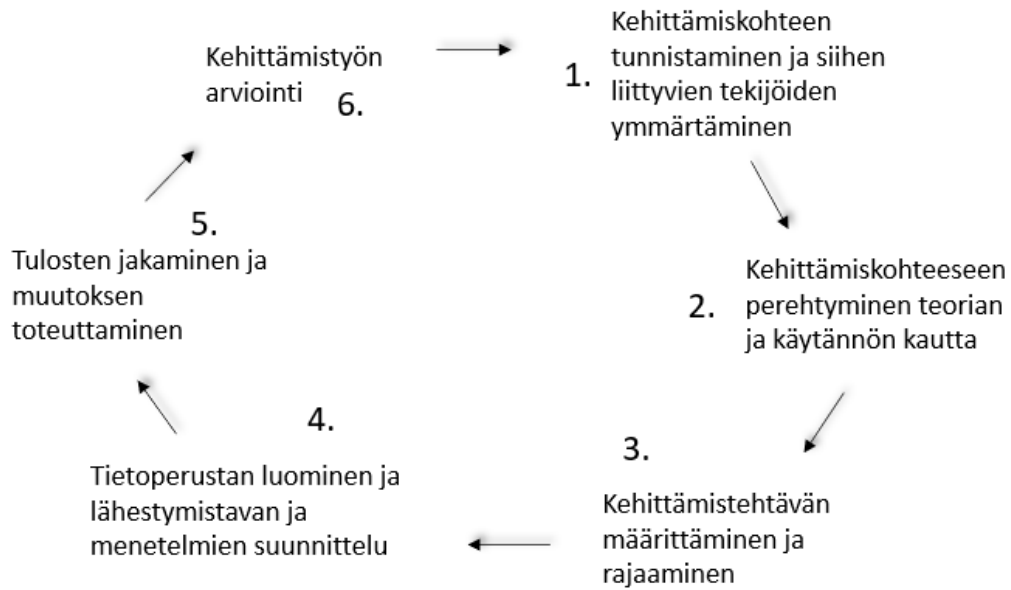 1.
Kehittämiskohteen
tunnistaminen ja siihen
liittyvien tekijöiden
ymmärtäminen
2.
Kehittämiskohteeseen
perehtyminen teorian
ja käytännön kautta
3.
Kehittämistehtävän
määrittäminen ja
rajaaminen
4.
Tietoperustan luominen ja
lähestymistavan ja
menetelmien suunnittelu
5.
Tulosten jakaminen ja
muutoksen
toteuttaminen
Kehittämistyön
arviointi
6.